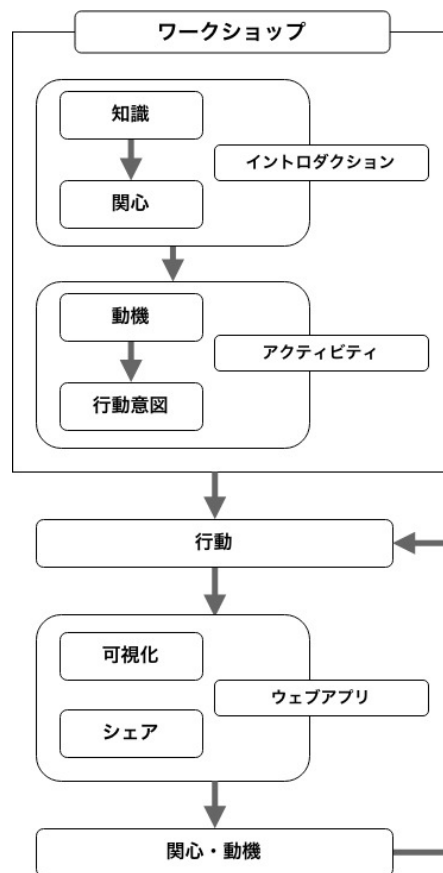 ワークショップ
知識
イントロダクション
関心
動機
アクティビティ
行動意図
行動
可視化
ウェブアプリ
シェア
関心・動機